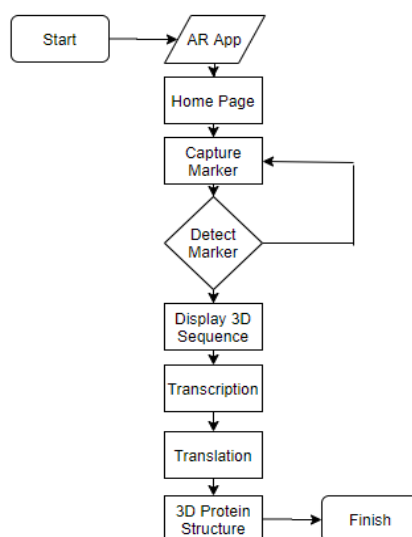 Start
AR App
Home Page
Capture
Marker
Detect
Marker
Display 3D
Sequence
Transcription
Translation
3D Protein
Structure
Finish